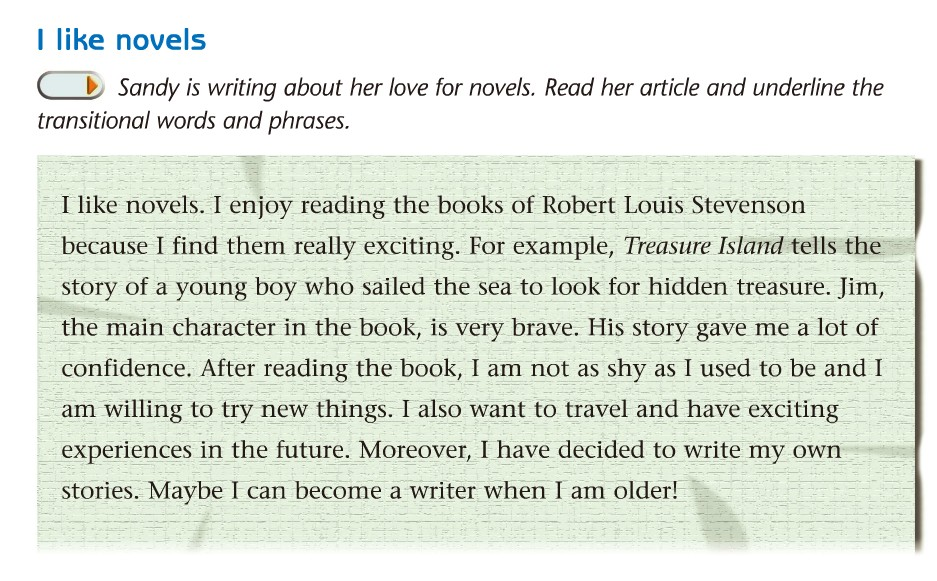 I like novels
Sandy is writing about her love for novels. Read her article and underline the
transitional words and phrases.
I like novels. I enjoy reading the books of Robert Louis Stevenson
because I find them really exciting. For example, Treasure Island tells the
story of a young boy who sailed the sea to look for hidden treasure. Jim,
the main character in the book, is very brave. His story gave me a lot of
confidence. After reading the book, I am not as shy as I used to be and I
am willing to try new things. I also want to travel and have exciting
experiences in the future. Moreover, I have decided to write my own
stories. Maybe I can become a writer when I am older!